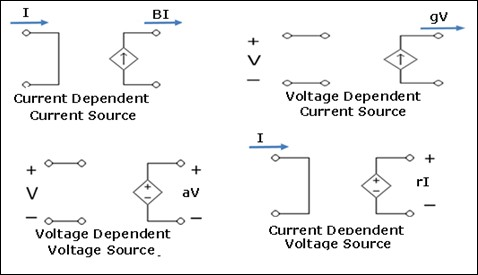 I
BI
Current Dependent
Current Source
gV
+
V
−
Voltage Dependent
Current Source
+
V
−
+
−
+
aV
−
Voltage Dependent
Voltage Source.
I
+
−
+
rI
−
Current Dependent
Voltage Source